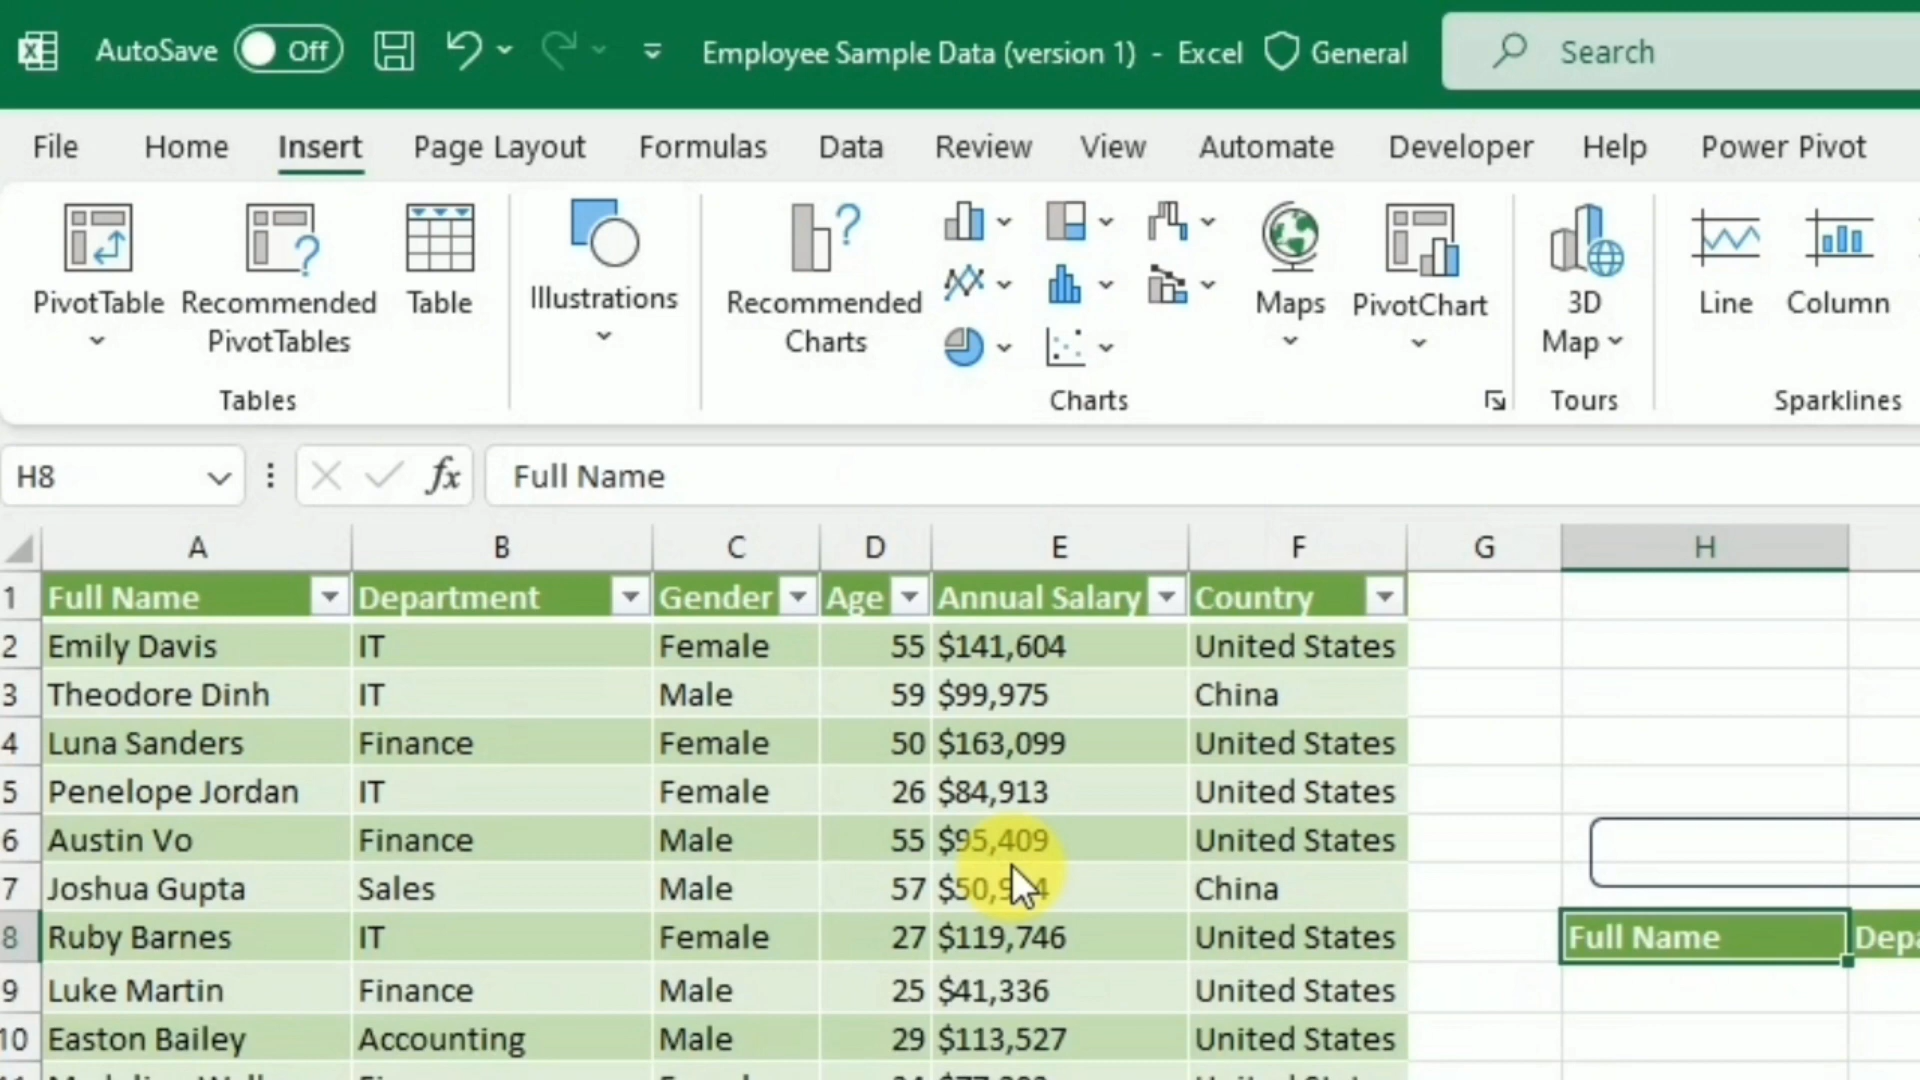 AutoSave Off Employee Sample Data (version 1) - Excel General Search
File Home Insert Page Layout Formulas Data Review View Automate Developer Help Power Pivot
PivotTable Recommended PivotTables Table Illustrations Recommended Charts Maps PivotChart 3D Map Line Column
Tables Charts Tours Sparklines
H8 fx Full Name
A B C D E F G H
1 Full Name Department Gender Age Annual Salary Country
2 Emily Davis IT Female 55 $141,604 United States
3 Theodore Dinh IT Male 59 $99,975 China
4 Luna Sanders Finance Female 50 $163,099 United States
5 Penelope Jordan IT Female 26 $84,913 United States
6 Austin Vo Finance Male 55 $95,409 United States
7 Joshua Gupta Sales Male 57 China
8 Ruby Barnes IT Female 27 $119,746 United States Full Name
9 Luke Martin Finance Male 25 $41,336 United States
10 Easton Bailey Accounting Male 29 $113,527 United States